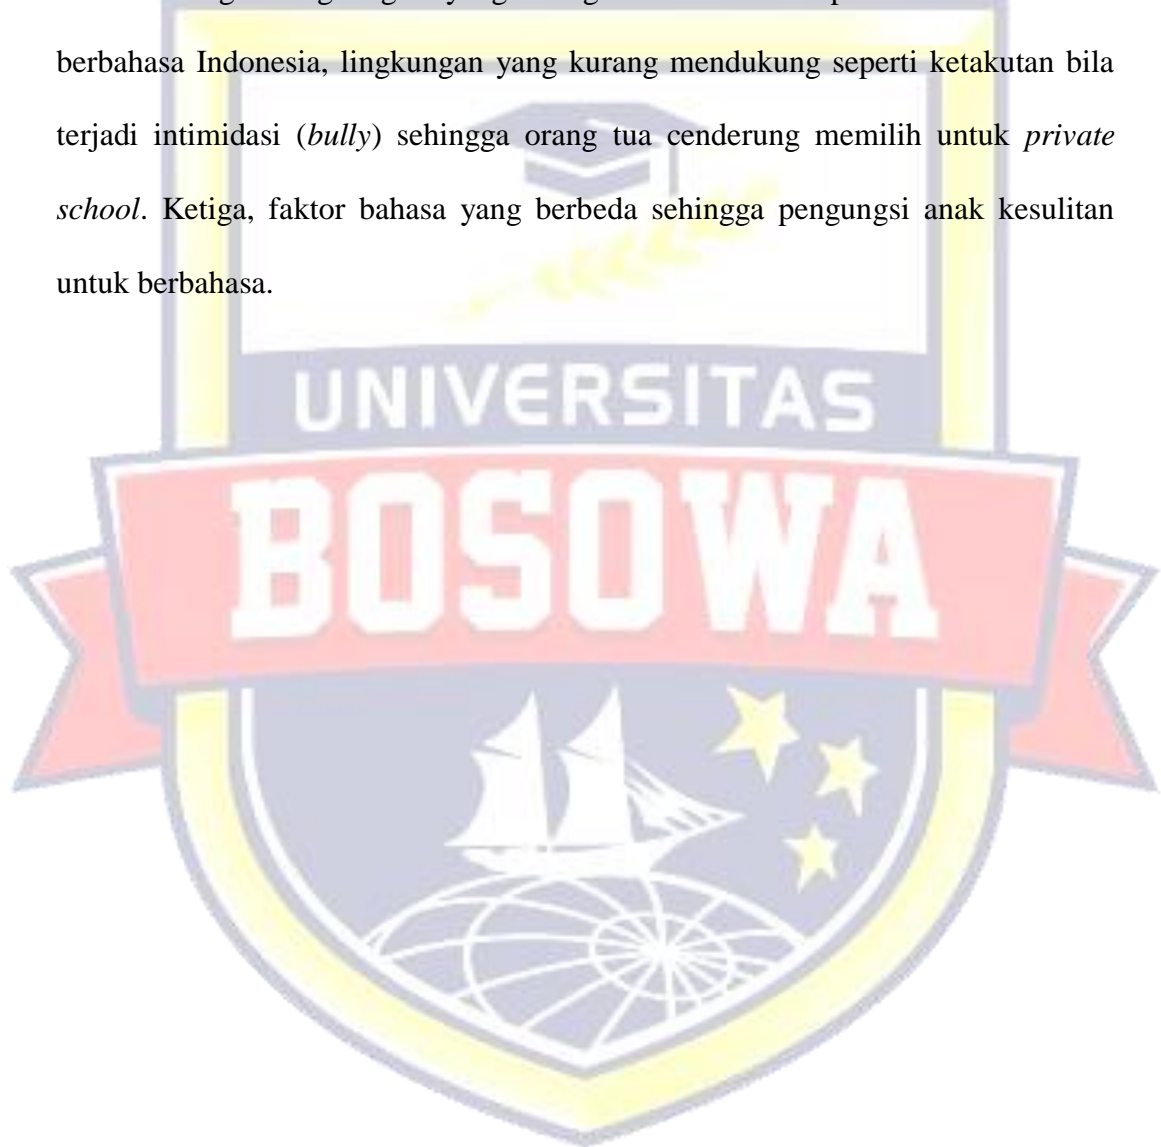 berbahasa Indonesia, lingkungan yang kurang mendukung seperti ketakutan bila
terjadi intimidasi (bully) sehingga orang tua cenderung memilih untuk private
school. Ketiga, faktor bahasa yang berbeda sehingga pengungsi anak kesulitan
untuk berbahasa.
UNIVERSITAS
BOSOWA